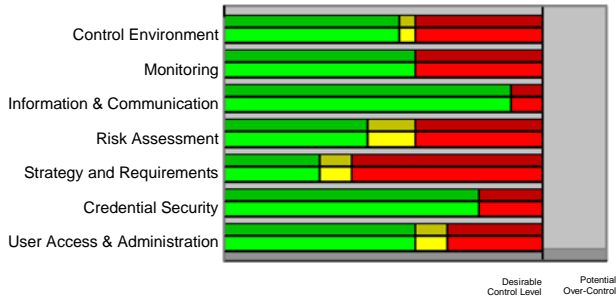 Control Environment
Monitoring
Information & Communication
Risk Assessment
Strategy and Requirements
Credential Security
User Access & Administration
Desirable
Control Level
Potential
Over-Control